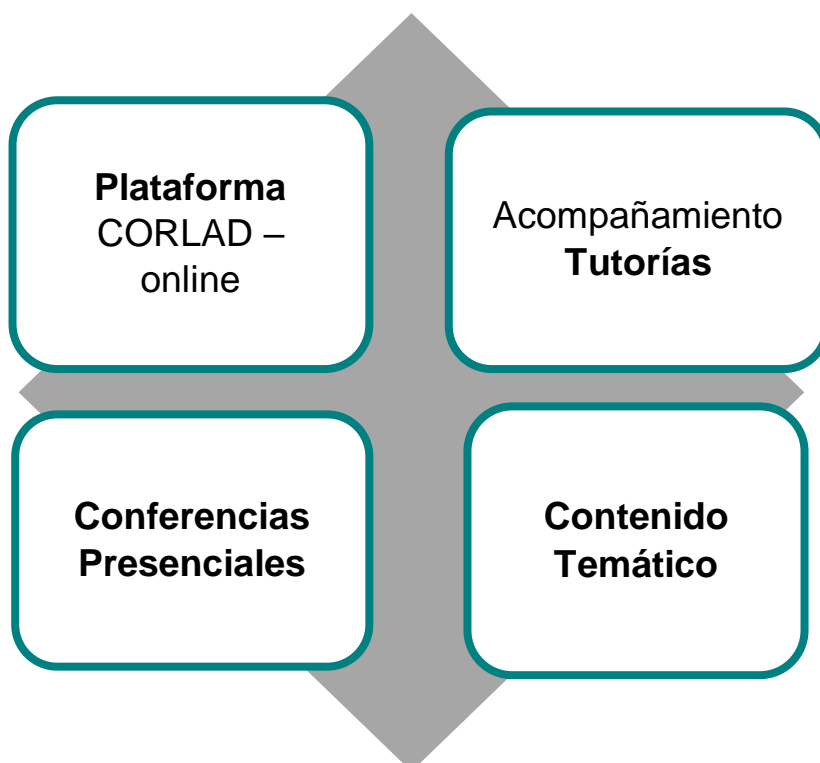 Plataforma
CORLAD –
online
Acompañamiento
Tutorías
Conferencias
Presenciales
Contenido
Temático